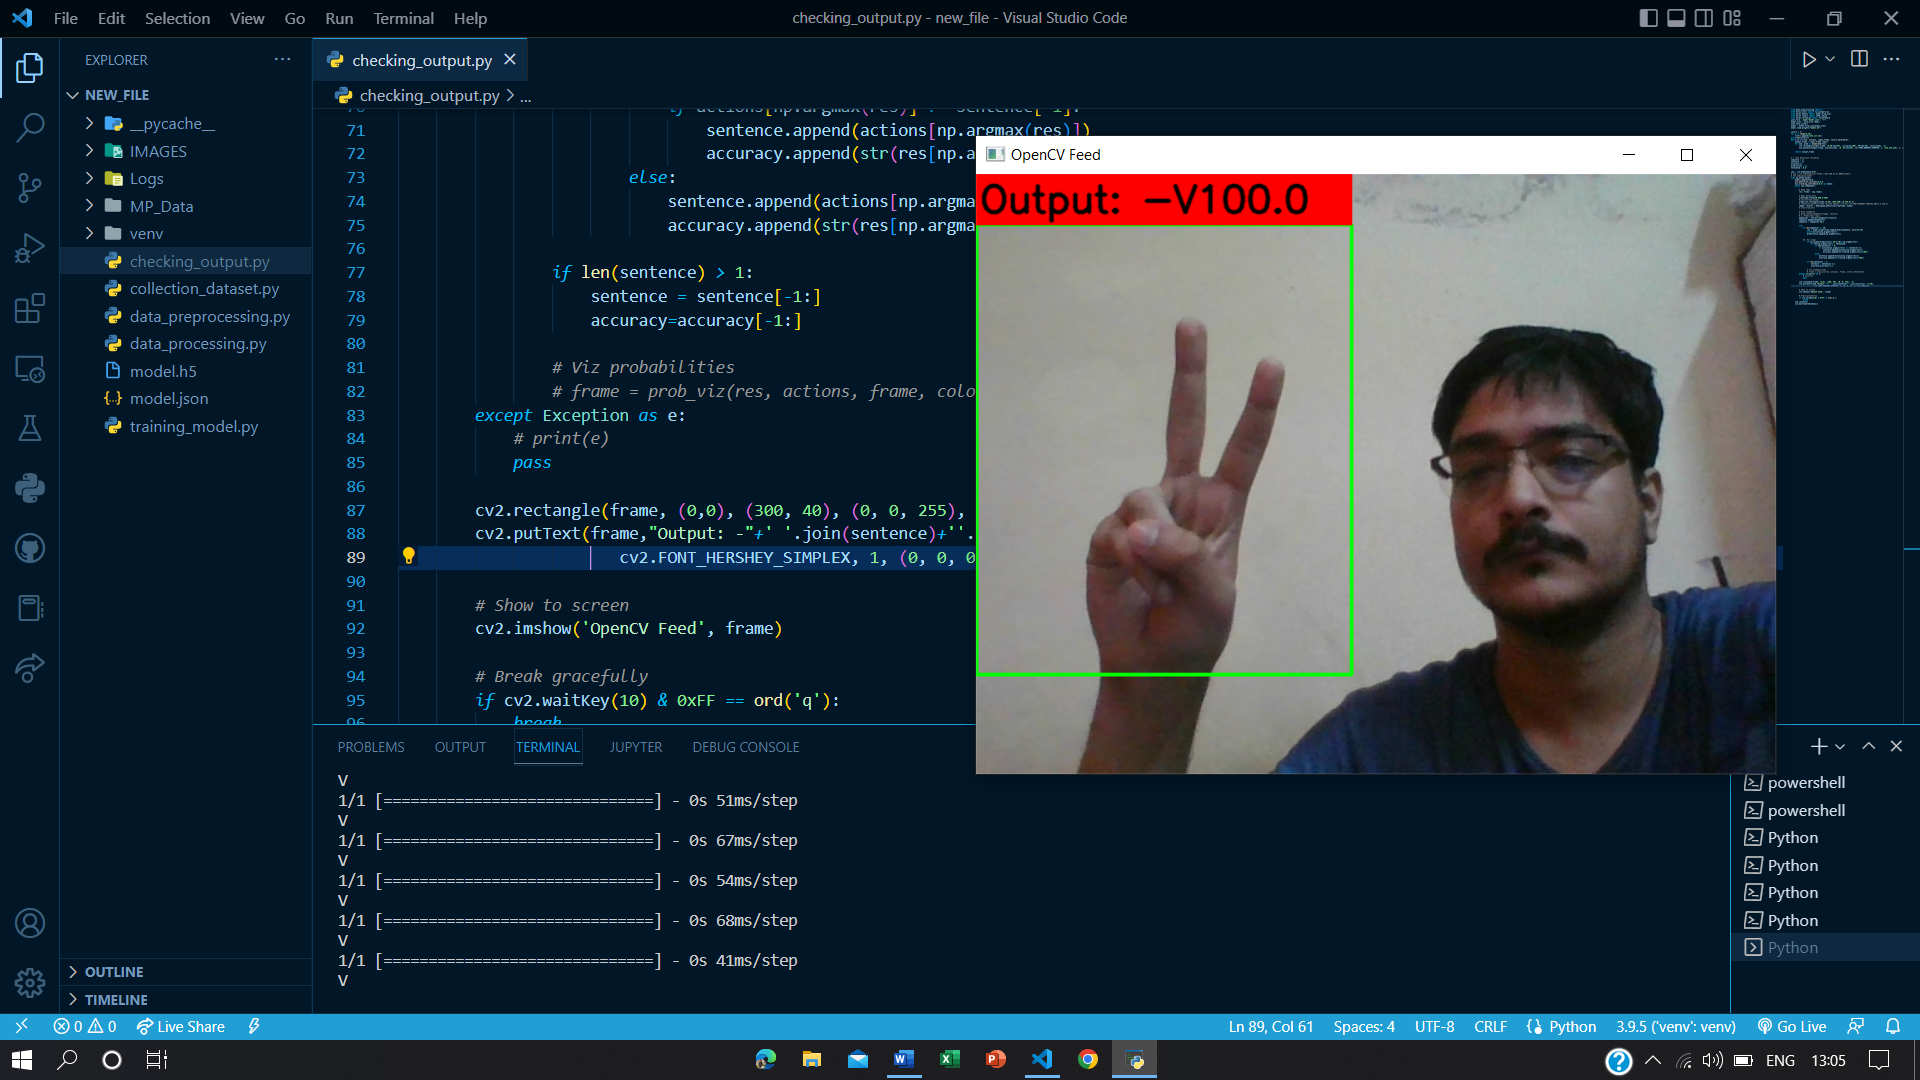 File Edit Selection View Go Run Terminal Help
checking_output.py - new_file - Visual Studio Code
EXPLORER
NEW_FILE
__pycache__
IMAGES
Logs
MP_Data
venv
checking_output.py
collection_dataset.py
data_preprocessing.py
data_processing.py
model.h5
model.json
training_model.py
OUTLINE
TIMELINE
checking_output.py
checking_output.py > ...
71 sentence.append(actions[np.argmax(res)])
72 accuracy.append(str(res[np.a
73 else:
74 sentence.append(actions[np.argma
75 accuracy.append(str(res[np.a
76
77 if len(sentence) > 1:
78 sentence = sentence[-1:]
79 accuracy=accuracy[-1:]
80
81 # Viz probabilities
82 # frame = prob_viz(res, actions, frame, colo
83 except Exception as e:
84 # print(e)
85 pass
86
87 cv2.rectangle(frame, (0,0), (300, 40), (0, 0, 255),
88 cv2.putText(frame,"Output: -"+' '.join(sentence)+''.
89 cv2.FONT_HERSHEY_SIMPLEX, 1, (0, 0, 0
90
91 # Show to screen
92 cv2.imshow('OpenCV Feed', frame)
93
94 # Break gracefully
95 if cv2.waitKey(10) & 0xFF == ord('q'):
96 break
OpenCV Feed
Output: -V100.0
PROBLEMS OUTPUT TERMINAL JUPYTER DEBUG CONSOLE
V
1/1 [==============================] - 0s 51ms/step
V
1/1 [==============================] - 0s 67ms/step
V
1/1 [==============================] - 0s 54ms/step
V
1/1 [==============================] - 0s 68ms/step
V
1/1 [==============================] - 0s 41ms/step
V
powershell
powershell
Python
Python
Python
Python
Python
0 0 Live Share
Ln 89, Col 61 Spaces: 4 UTF-8 CRLF Python 3.9.5 ('venv': venv) Go Live
ENG 13:05